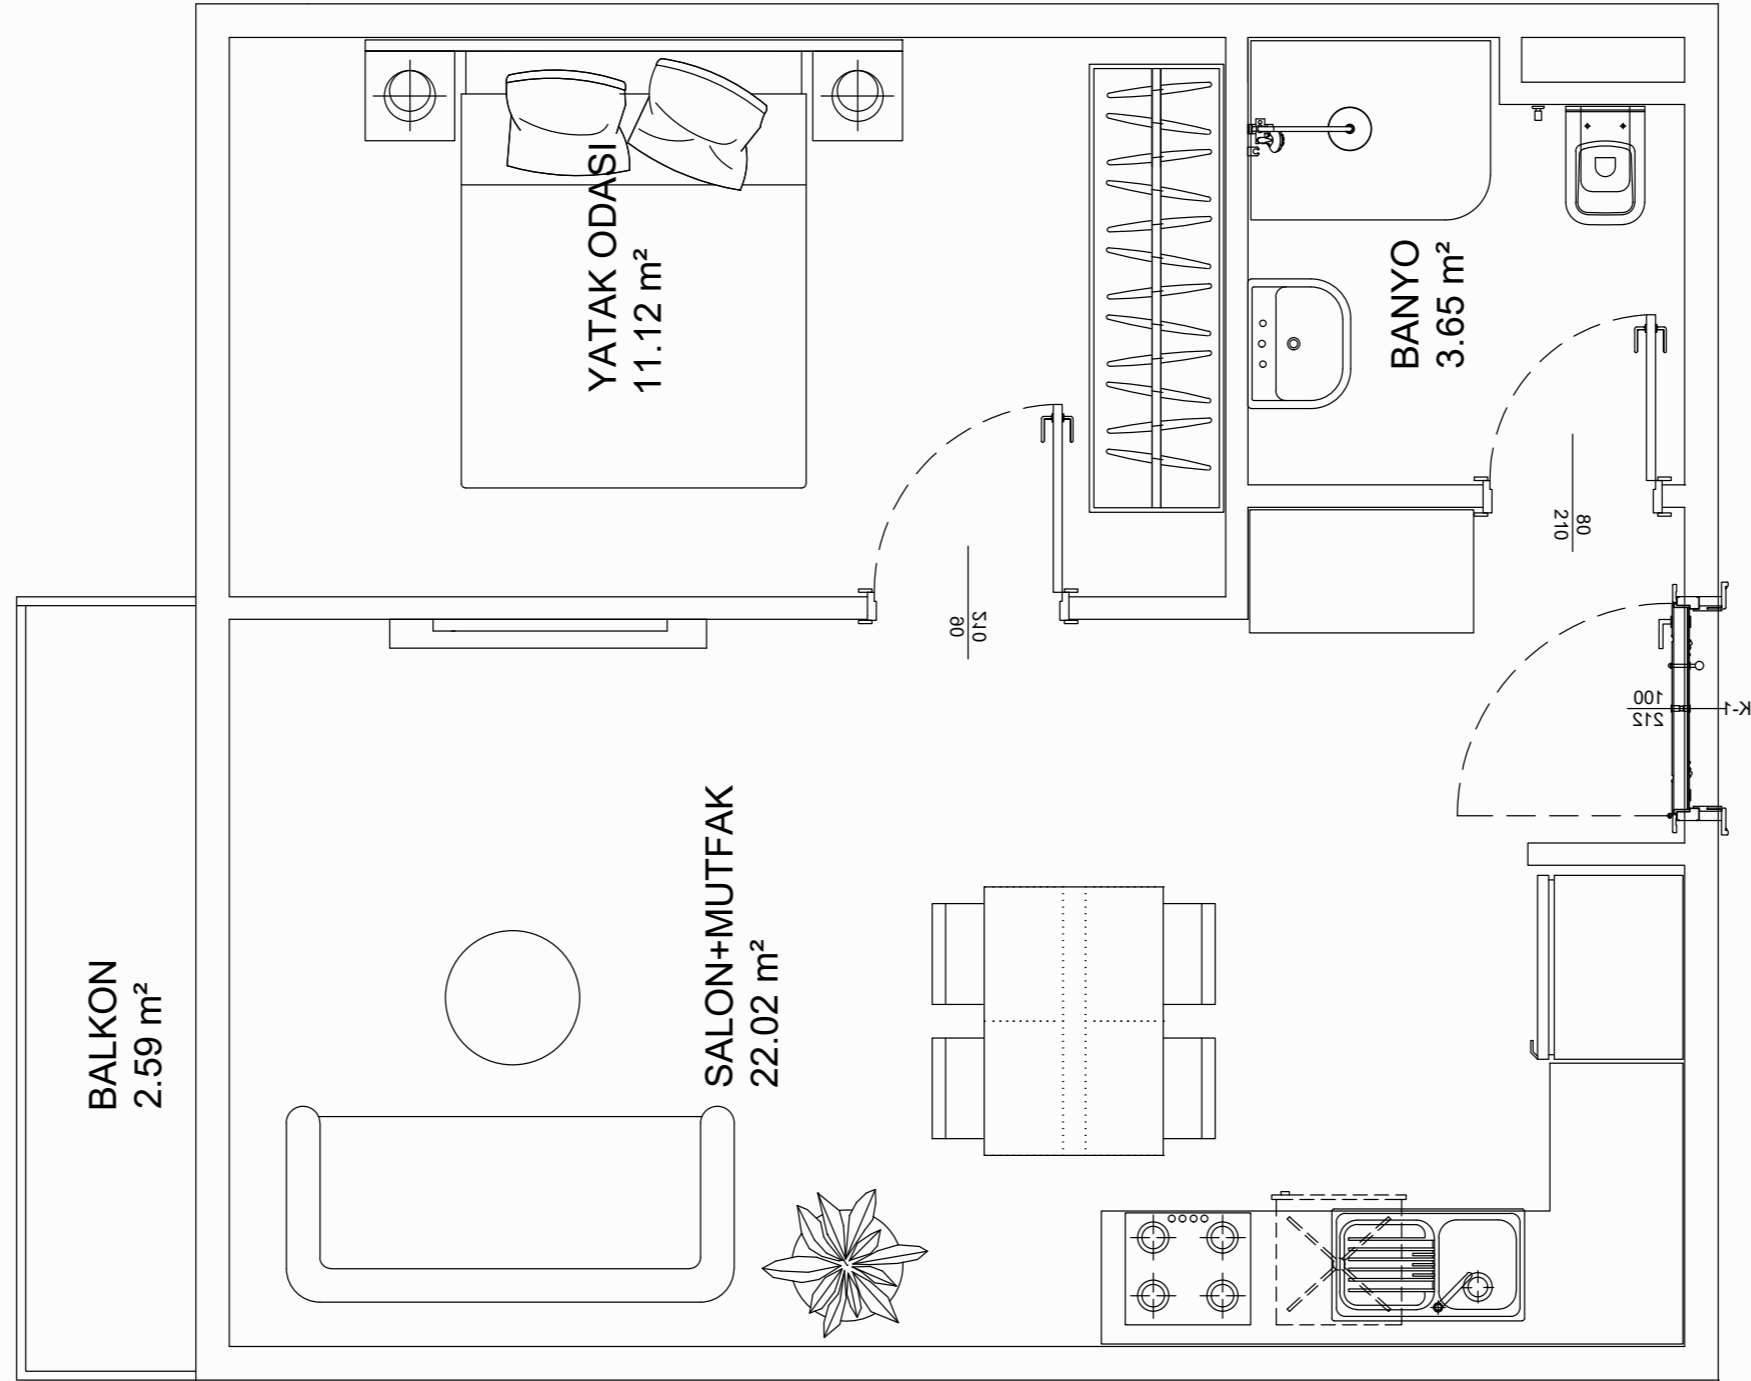 YATAK ODASI
11.12 m²
BANYO
3.65 m²
80
210
210
90
100
212
K-1
SALON+MUTFAK
22.02 m²
BALKON
2.59 m²